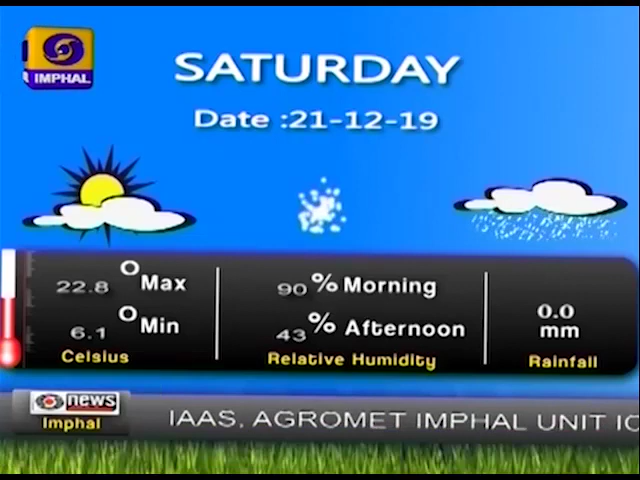 IMPHAL
SATURDAY
Date :21-12-19
22.8 O Max
6.1 O Min
Celsius
90 % Morning
43 % Afternoon
Relative Humidity
0.0
mm
Rainfall
news
Imphal
IAAS, AGROMET IMPHAL UNIT IC